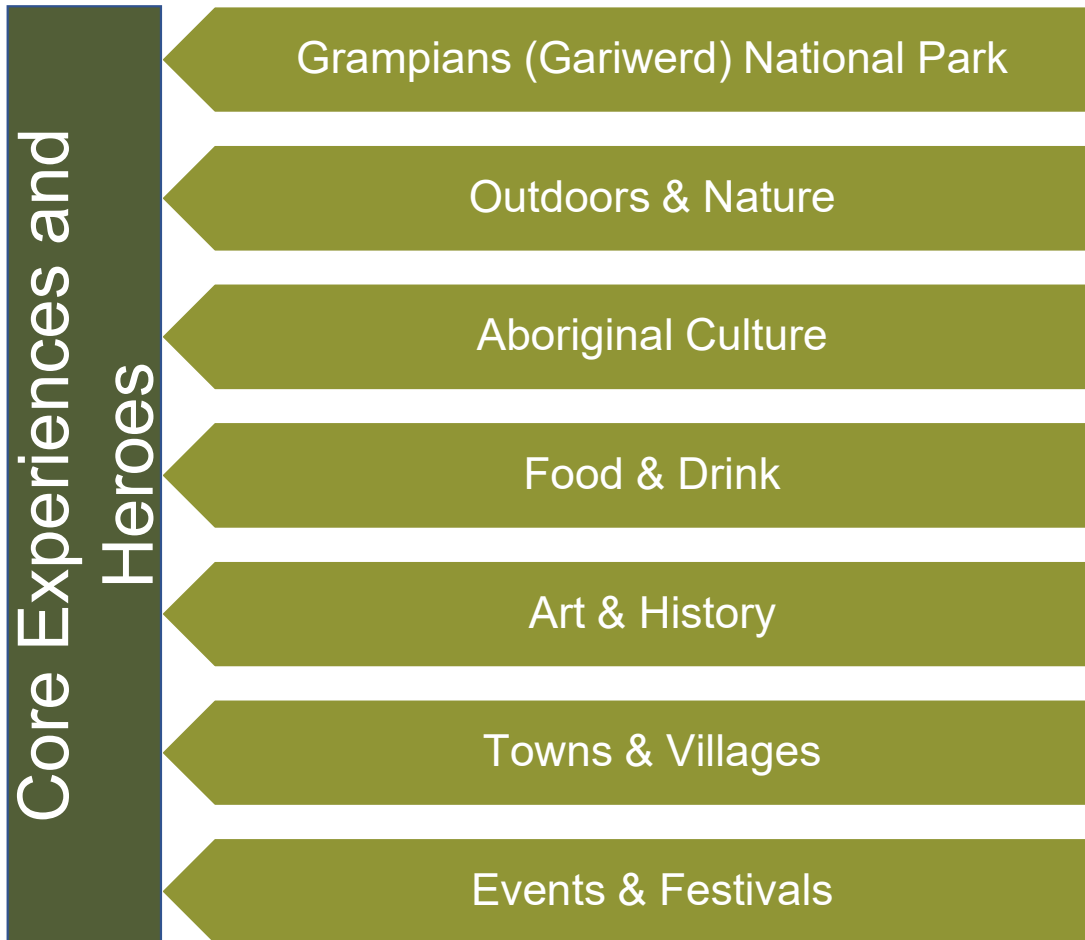 Core Experiences and
Heroes
Grampians (Gariwerd) National Park
Outdoors & Nature
Aboriginal Culture
Food & Drink
Art & History
Towns & Villages
Events & Festivals